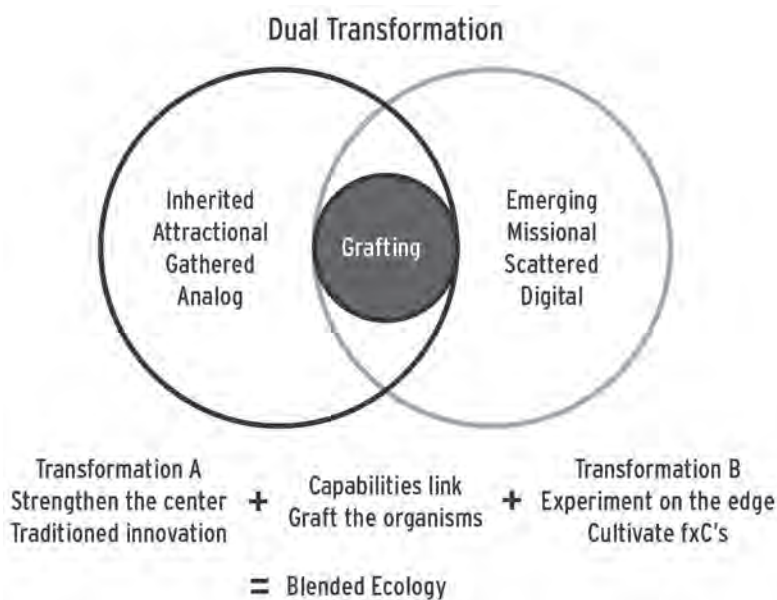 Dual Transformation
Inherited
Attractional
Gathered
Analog
Grafting
Emerging
Missional
Scattered
Digital
Transformation A
Strengthen the center
Traditioned innovation
+
Capabilities link
Graft the organisms
+
Transformation B
Experiment on the edge
Cultivate fxC's
= Blended Ecology